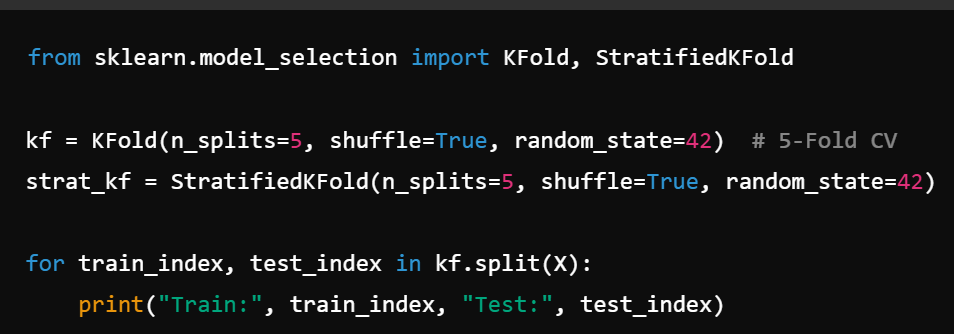 from sklearn.model_selection import KFold, StratifiedKFold
kf = KFold(n_splits=5, shuffle=True, random_state=42)  # 5-Fold CV
strat_kf = StratifiedKFold(n_splits=5, shuffle=True, random_state=42)
for train_index, test_index in kf.split(X):
    print("Train:", train_index, "Test:", test_index)